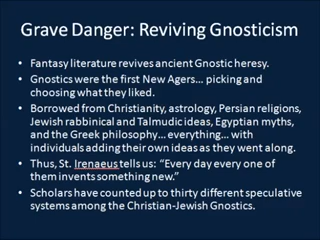 Grave Danger: Reviving Gnosticism
• Fantasy literature revives ancient Gnostic heresy.
• Gnostics were the first New Agers… picking and
choosing what they liked.
• Borrowed from Christianity, astrology, Persian religions,
Jewish rabbinical and Talmudic ideas, Egyptian myths,
and the Greek philosophy… everything… with
individuals adding their own ideas as they went along.
• Thus, St. Irenaeus tells us: “Every day every one of
them invents something new.”
• Scholars have counted up to thirty different speculative
systems among the Christian-Jewish Gnostics.